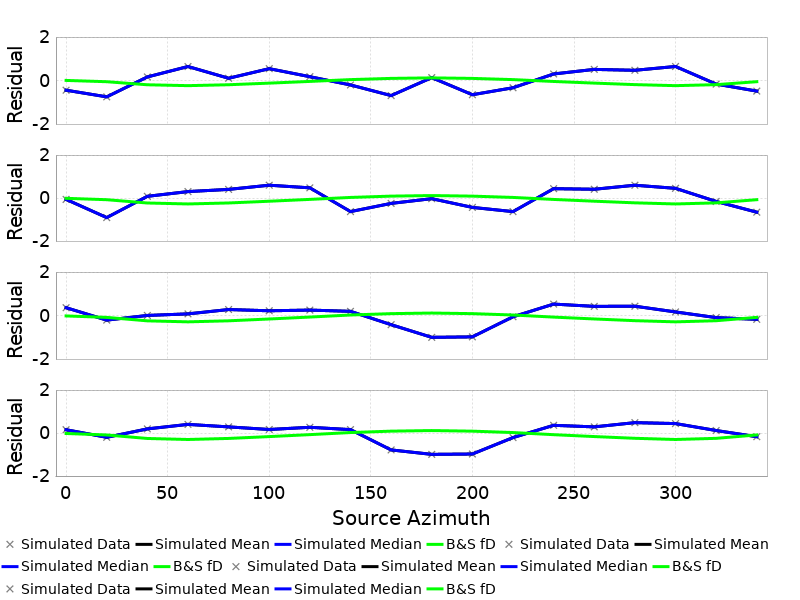 2
Residual
0
-2
2
Residual
0
-2
2
Residual
0
-2
2
Residual
0
-2
0 50 100 150 200 250 300
Source Azimuth
× Simulated Data Simulated Mean Simulated Median B&S fD × Simulated Data Simulated Mean
Simulated Median B&S fD × Simulated Data Simulated Mean Simulated Median B&S fD
× Simulated Data Simulated Mean Simulated Median B&S fD